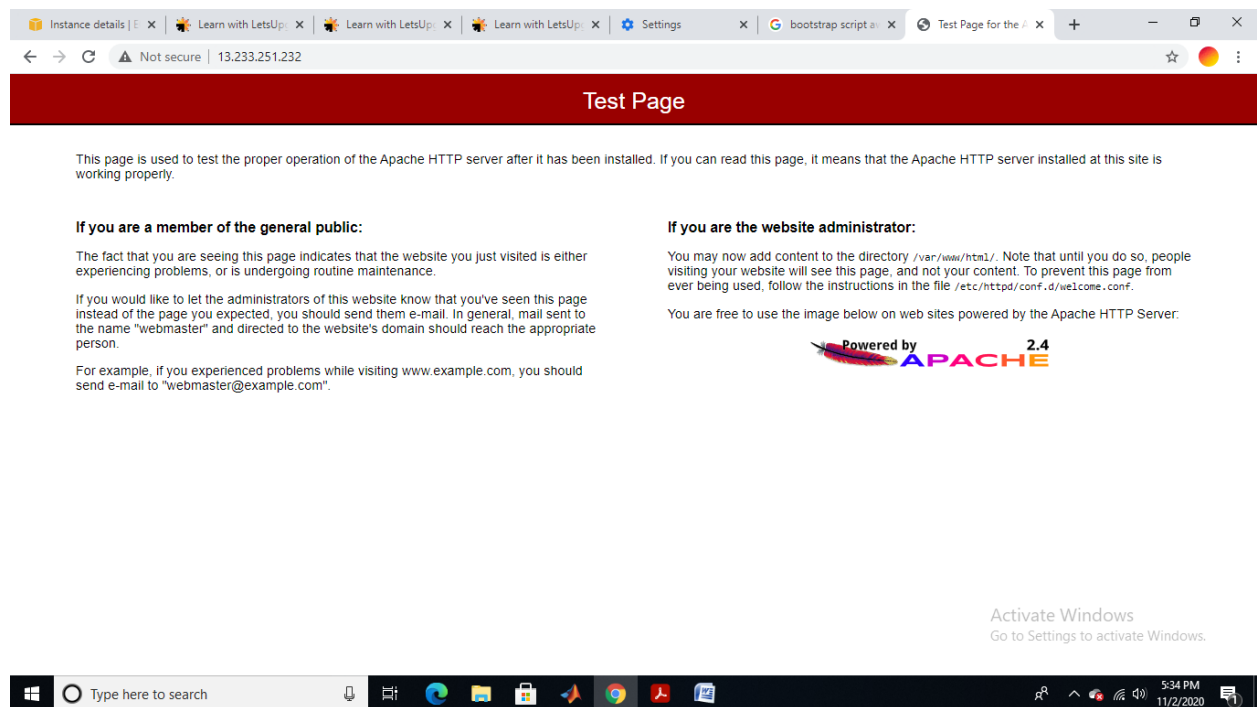 Instance details | E
Learn with LetsUpg
Learn with LetsUpg
Learn with LetsUpg
Settings
bootstrap script aw
Test Page for the A
Not secure | 13.233.251.232
Test Page
This page is used to test the proper operation of the Apache HTTP server after it has been installed. If you can read this page, it means that the Apache HTTP server installed at this site is
working properly.
If you are a member of the general public:
The fact that you are seeing this page indicates that the website you just visited is either
experiencing problems, or is undergoing routine maintenance.
If you would like to let the administrators of this website know that you've seen this page
instead of the page you expected, you should send them e-mail. In general, mail sent to
the name "webmaster" and directed to the website's domain should reach the appropriate
person.
For example, if you experienced problems while visiting www.example.com, you should
send e-mail to "webmaster@example.com".
If you are the website administrator:
You may now add content to the directory /var/www/html/. Note that until you do so, people
visiting your website will see this page, and not your content. To prevent this page from
ever being used, follow the instructions in the file /etc/httpd/conf.d/welcome.conf.
You are free to use the image below on web sites powered by the Apache HTTP Server:
Powered by 2.4
APACHE
Activate Windows
Go to Settings to activate Windows.
Type here to search
5:34 PM
11/2/2020
1